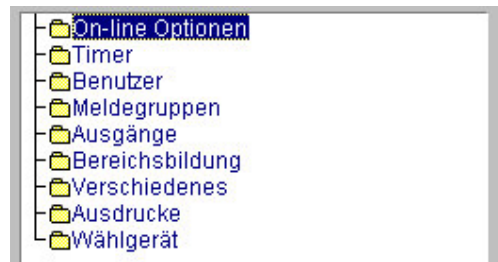 On-line Optionen
Timer
Benutzer
Meldegruppen
Ausgänge
Bereichsbildung
Verschiedenes
Ausdrucke
Wählgerät